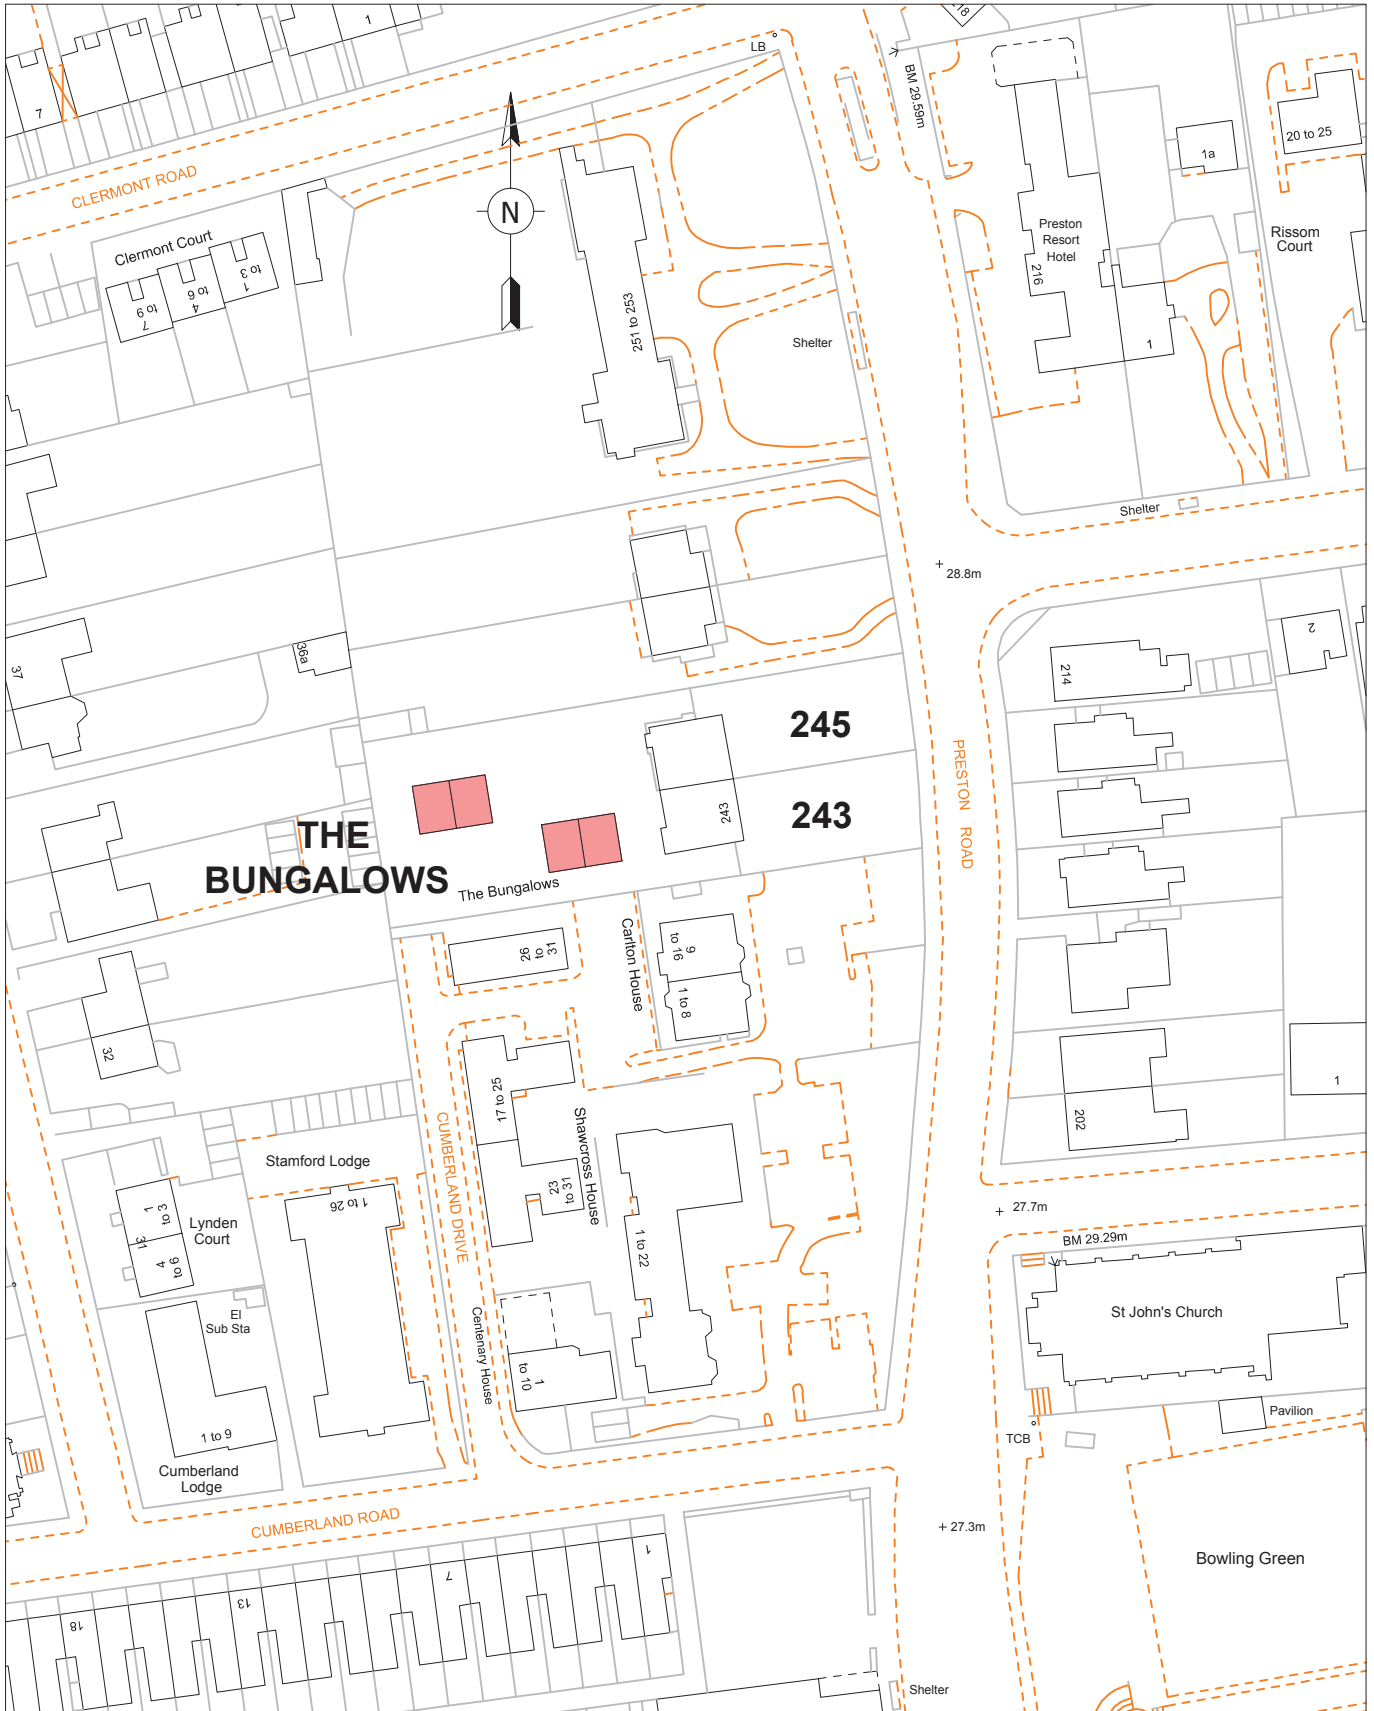 1
7
LB
18
BM 29.59m
20 to 25
1a
CLERMONT ROAD
N
Clermont Court
1
to 3
4
to 6
7
to 9
Preston
Resort
Hotel
216
Rissom
Court
251 to 253
1
Shelter
Shelter
28.8m
2
36a
37
214
245
PRESTON ROAD
243
243
THE
BUNGALOWS
The Bungalows
Carlton House
9
to 16
26
to
31
1 to 8
32
1
17 to 25
202
CUMBERLAND DRIVE
Shawcross House
Stamford Lodge
23
to 31
1 to 26
1
to 3
31
4
to 6
Lynden
Court
27.7m
1 to 22
BM 29.29m
El
Sub Sta
St John's Church
Centenary House
1
to 10
Pavilion
1 to 9
TCB
Cumberland
Lodge
CUMBERLAND ROAD
27.3m
1
7
13
18
Bowling Green
Shelter